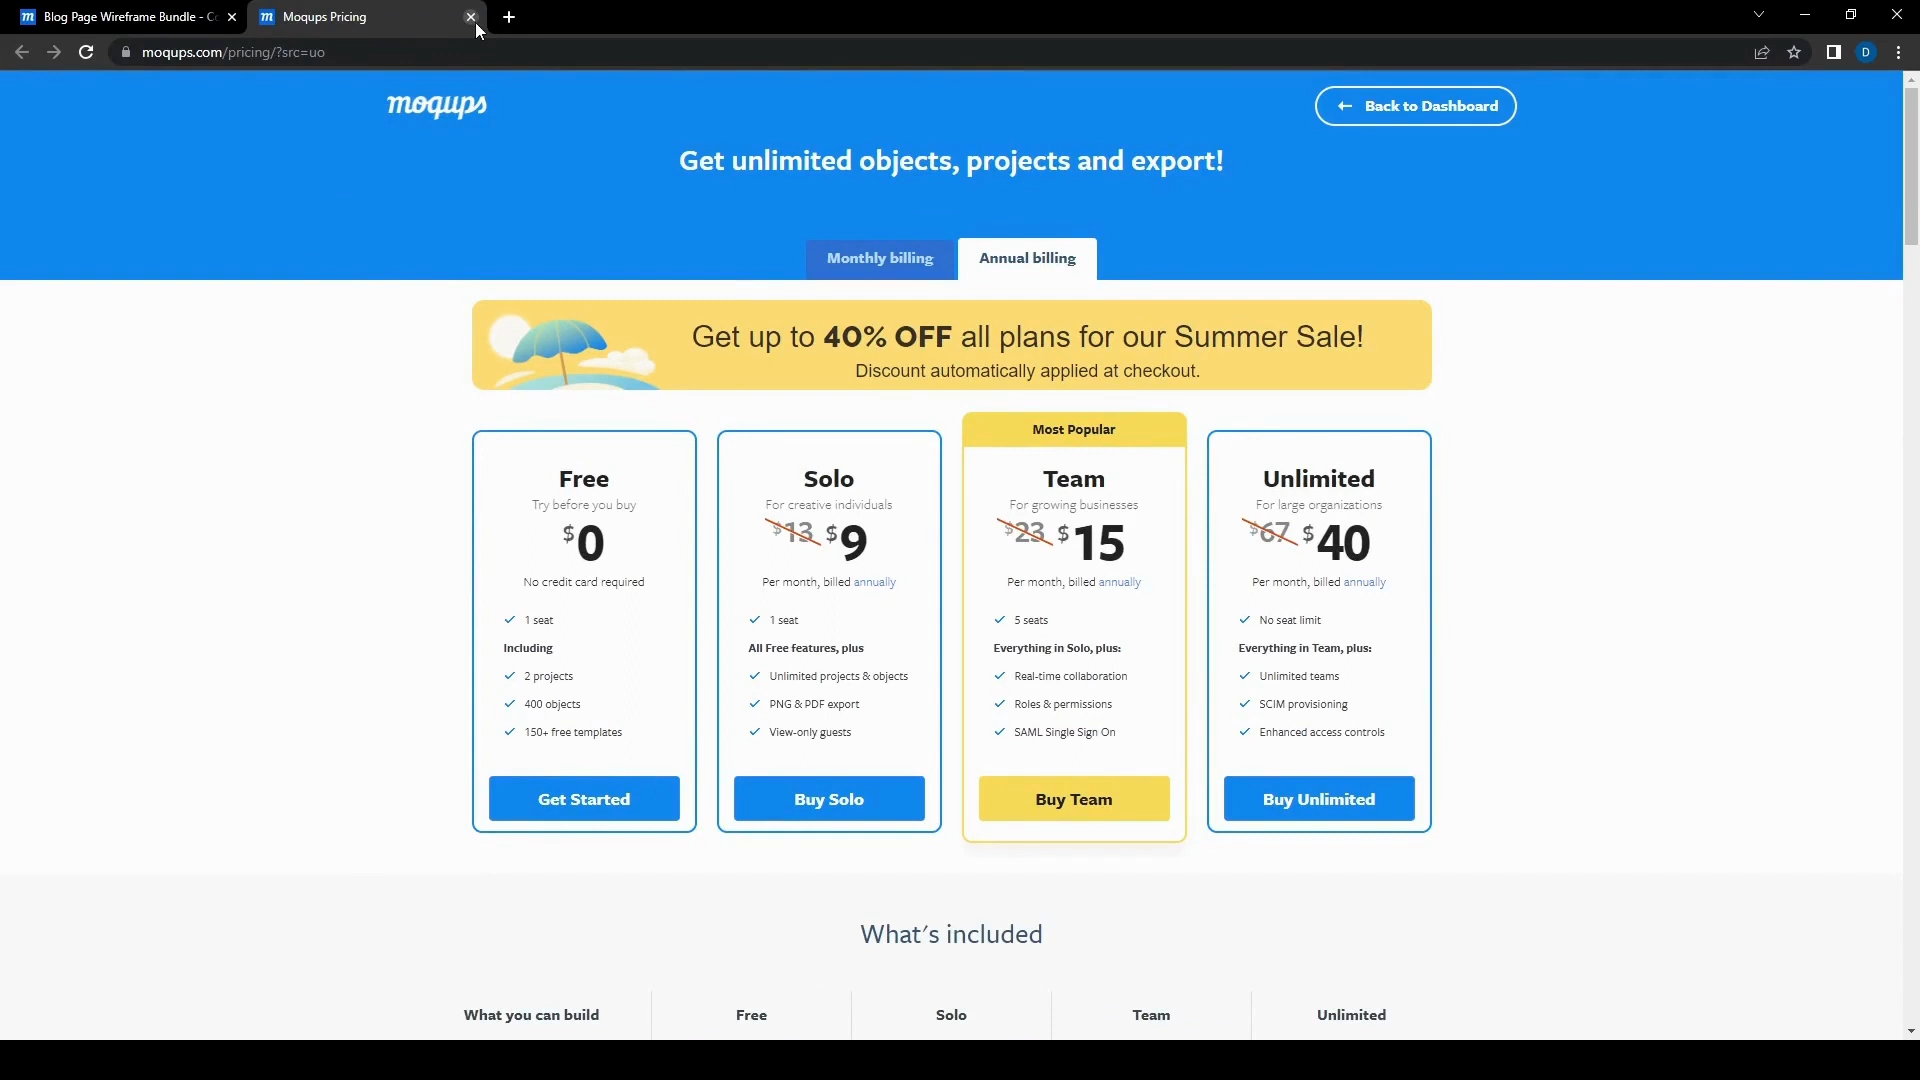 Blog Page Wireframe Bundle - Co
Moqups Pricing
moqups.com/pricing/?src=uo
D
moqups
Back to Dashboard
Get unlimited objects, projects and export!
Monthly billing
Annual billing
Get up to 40% OFF all plans for our Summer Sale!
Discount automatically applied at checkout.
Free
Try before you buy
$0
No credit card required
1 seat
Including
2 projects
400 objects
150+ free templates
Get Started
Solo
For creative individuals
$13 $9
Per month, billed annually
1 seat
All Free features, plus
Unlimited projects & objects
PNG & PDF export
View-only guests
Buy Solo
Most Popular
Team
For growing businesses
$23 $15
Per month, billed annually
5 seats
Everything in Solo, plus:
Real-time collaboration
Roles & permissions
SAML Single Sign On
Buy Team
Unlimited
For large organizations
$67 $40
Per month, billed annually
No seat limit
Everything in Team, plus:
Unlimited teams
SCIM provisioning
Enhanced access controls
Buy Unlimited
What's included
What you can build Free Solo Team Unlimited